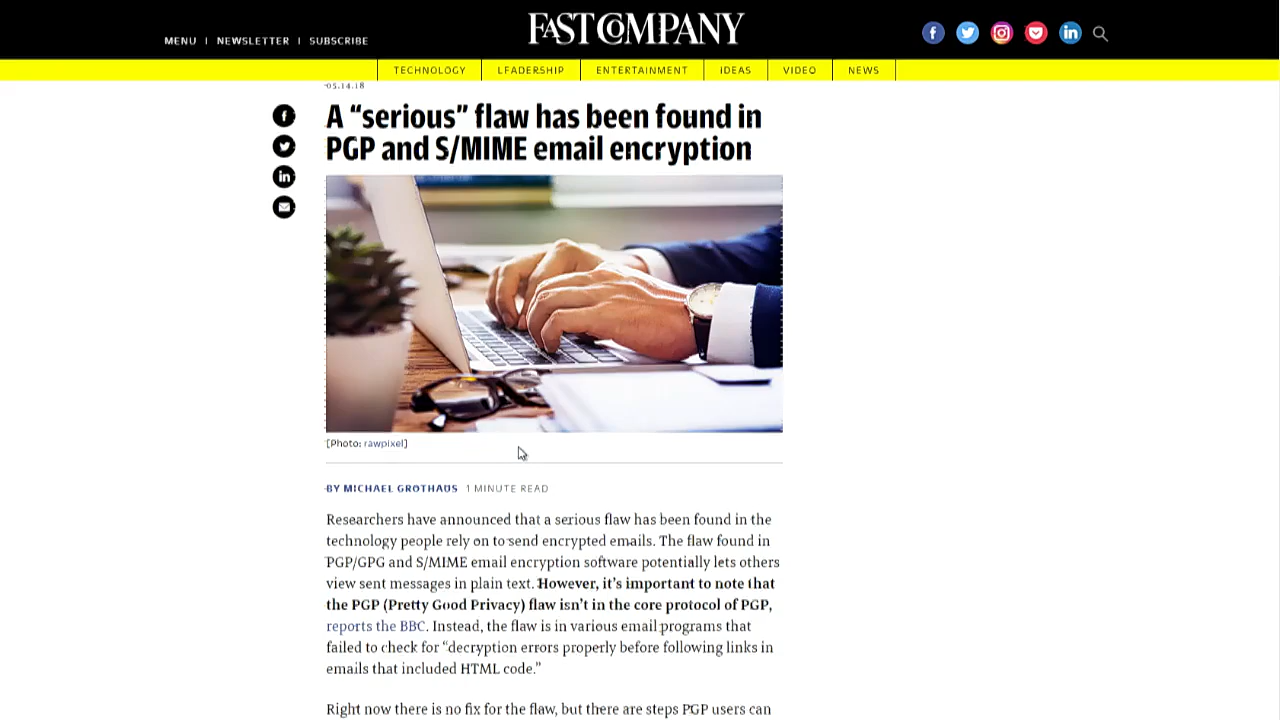 MENU | NEWSLETTER | SUBSCRIBE
FAST COMPANY
TECHNOLOGY
LEADERSHIP
ENTERTAINMENT
IDEAS
VIDEO
NEWS
05.14.18
A “serious” flaw has been found in
PGP and S/MIME email encryption
[Photo: rawpixel]
BY MICHAEL GROTHAUS 1 MINUTE READ
Researchers have announced that a serious flaw has been found in the
technology people rely on to send encrypted emails. The flaw found in
PGP/GPG and S/MIME email encryption software potentially lets others
view sent messages in plain text. However, it’s important to note that
the PGP (Pretty Good Privacy) flaw isn’t in the core protocol of PGP,
reports the BBC. Instead, the flaw is in various email programs that
failed to check for “decryption errors properly before following links in
emails that included HTML code.”
Right now there is no fix for the flaw, but there are steps PGP users can